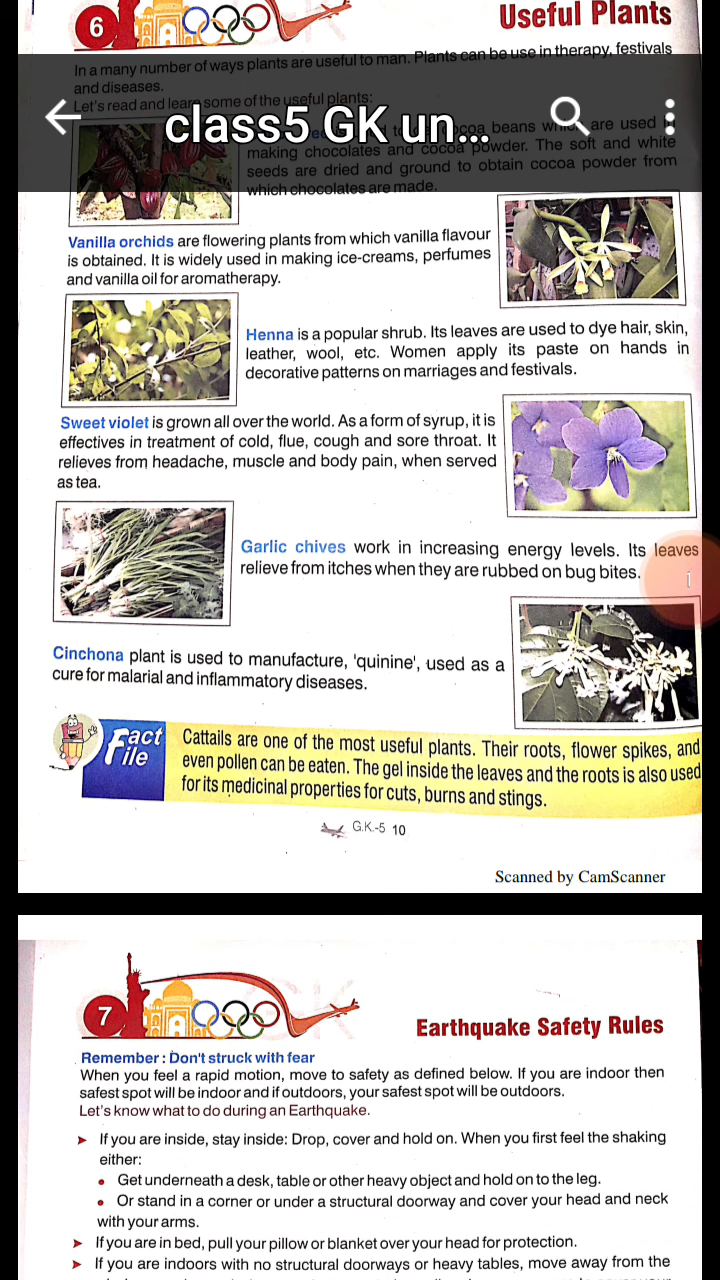 6
Useful Plants
In a many number of ways plants are useful to man. Plants can be use in therapy, festivals
and diseases.
Let's read and learn some of the useful plants:
class5 GK un...
cocoa beans which are used
making chocolates and cocoa powder. The soft and white
seeds are dried and ground to obtain cocoa powder from
which chocolates are made.
Vanilla orchids are flowering plants from which vanilla flavour
is obtained. It is widely used in making ice-creams, perfumes
and vanilla oil for aromatherapy.
Henna is a popular shrub. Its leaves are used to dye hair, skin,
leather, wool, etc. Women apply its paste on hands in
decorative patterns on marriages and festivals.
Sweet violet is grown all over the world. As a form of syrup, it is
effectives in treatment of cold, flue, cough and sore throat. It
relieves from headache, muscle and body pain, when served
as tea.
Garlic chives work in increasing energy levels. Its leaves
relieve from itches when they are rubbed on bug bites.
Cinchona plant is used to manufacture, 'quinine', used as a
cure for malarial and inflammatory diseases.
Fact
File
Cattails are one of the most useful plants. Their roots, flower spikes, and
even pollen can be eaten. The gel inside the leaves and the roots is also used
for its medicinal properties for cuts, burns and stings.
G.K.-5 10
Scanned by CamScanner
7
Earthquake Safety Rules
Remember : Don't struck with fear
When you feel a rapid motion, move to safety as defined below. If you are indoor then
safest spot will be indoor and if outdoors, your safest spot will be outdoors.
Let's know what to do during an Earthquake.
➤ If you are inside, stay inside: Drop, cover and hold on. When you first feel the shaking
either:
• Get underneath a desk, table or other heavy object and hold on to the leg.
• Or stand in a corner or under a structural doorway and cover your head and neck
with your arms.
➤ If you are in bed, pull your pillow or blanket over your head for protection.
➤ If you are indoors with no structural doorways or heavy tables, move away from the